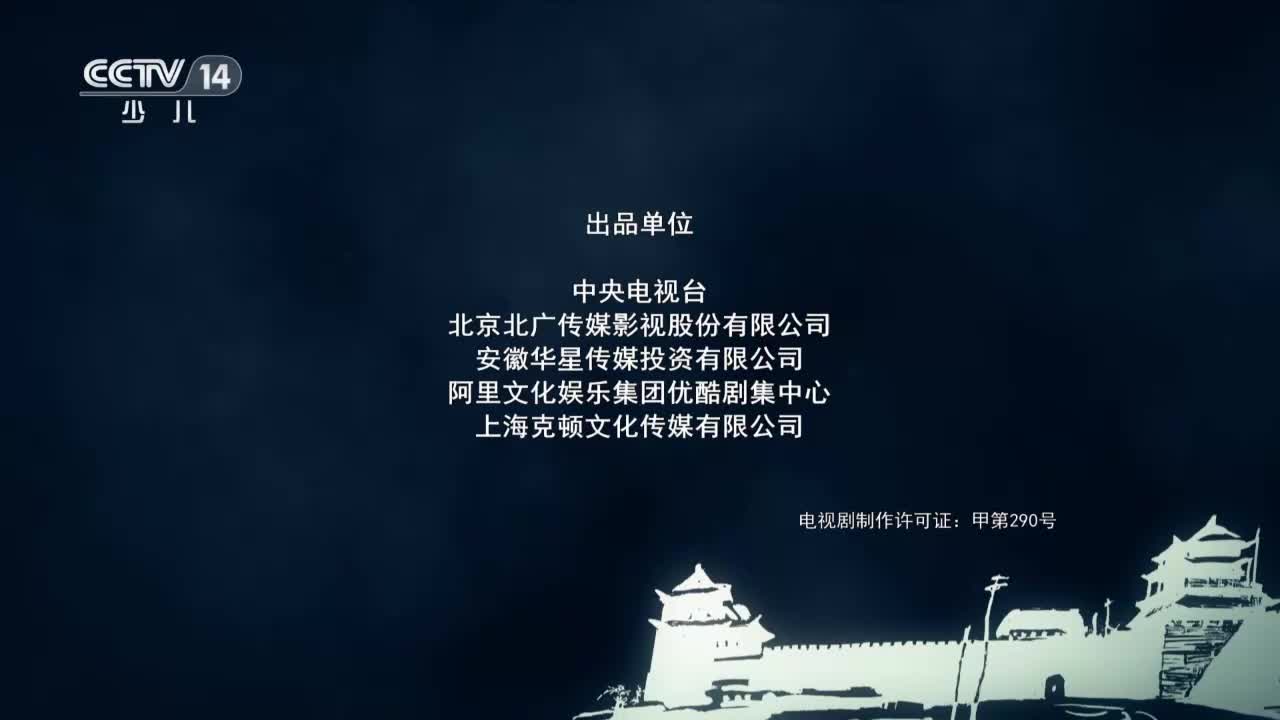 CCTV 14
少儿
出品单位
中央电视台
北京北广传媒影视股份有限公司
安徽华星传媒投资有限公司
阿里文化娱乐集团优酷剧集中心
上海克顿文化传媒有限公司
电视剧制作许可证：甲第290号